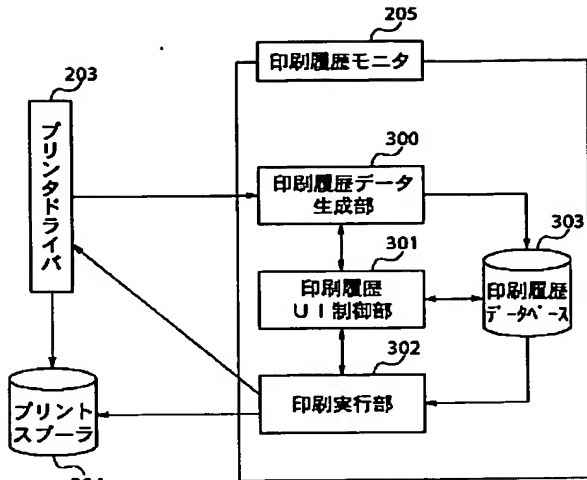 205
印刷履歴モニタ
203
プリンタドライバ
300
印刷履歴データ
生成部
303
301
印刷履歴
UI制御部
印刷履歴
データベース
302
印刷実行部
プリント
スプーラ